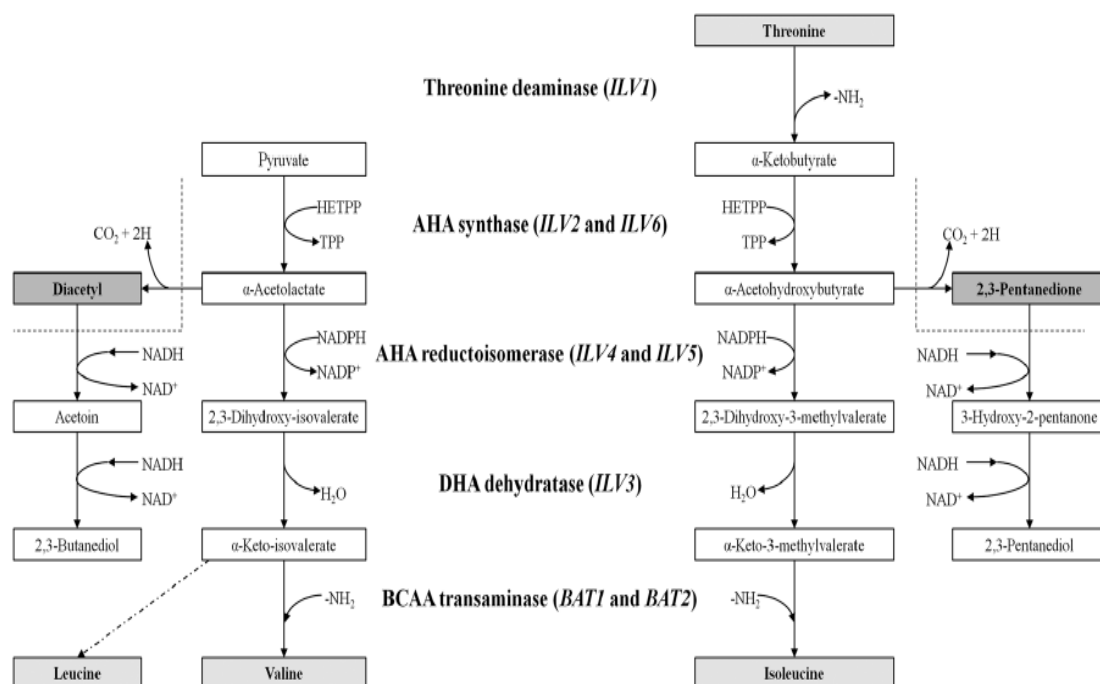 Threonine
Threonine deaminase (ILV1)
-NH₂
Pyruvate
α-Ketobutyrate
HETPP
HETPP
AHA synthase (ILV2 and ILV6)
CO₂ + 2H
TPP
TPP
CO₂ + 2H
Diacetyl
α-Acetolactate
α-Acetohydroxybutyrate
2,3-Pentanedione
NADPH
NADPH
NADH
AHA reductoisomerase (ILV4 and ILV5)
NADH
NADP⁺
NADP⁺
NAD⁺
NAD⁺
Acetoin
2,3-Dihydroxy-isovalerate
2,3-Dihydroxy-3-methylvalerate
3-Hydroxy-2-pentanone
NADH
NADH
DHA dehydratase (ILV3)
H₂O
H₂O
NAD⁺
NAD⁺
2,3-Butanediol
α-Keto-isovalerate
α-Keto-3-methylvalerate
2,3-Pentanediol
-NH₂
BCAA transaminase (BAT1 and BAT2)
-NH₂
Leucine
Valine
Isoleucine